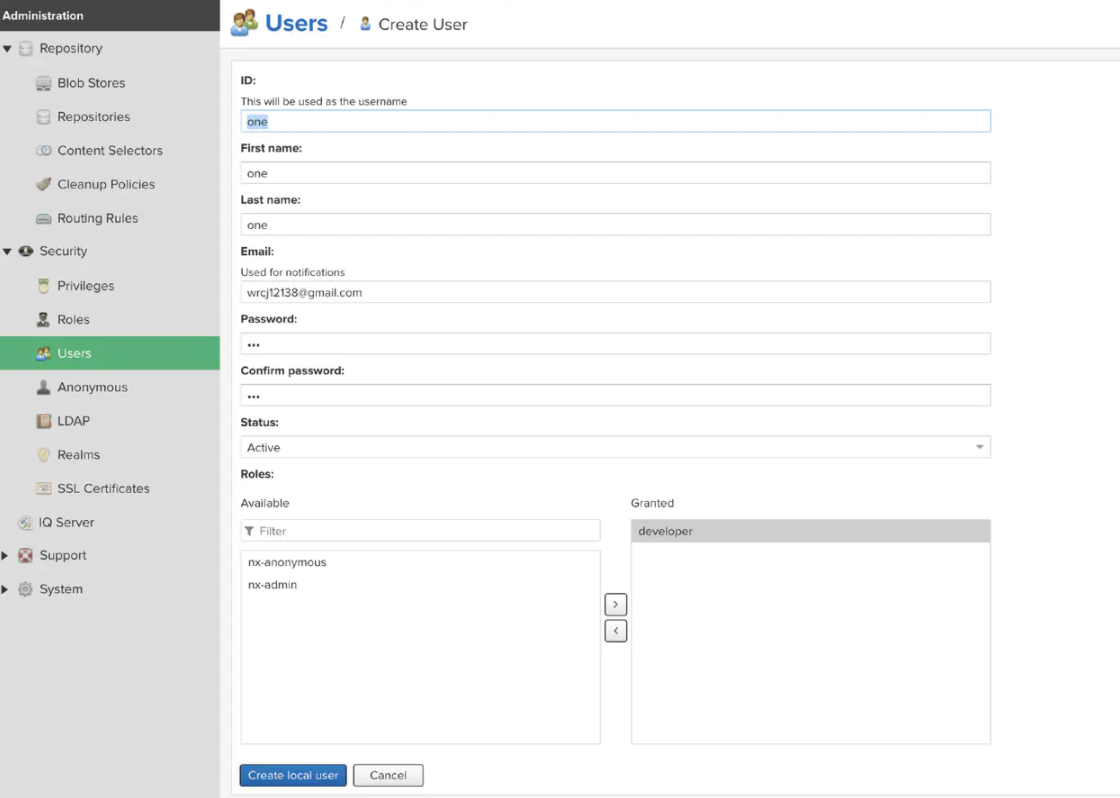 Administration
Repository
Blob Stores
Repositories
Content Selectors
Cleanup Policies
Routing Rules
Security
Privileges
Roles
Users
Anonymous
LDAP
Realms
SSL Certificates
IQ Server
Support
System
Users / Create User
ID:
This will be used as the username
one
First name:
one
Last name:
one
Email:
Used for notifications
wrcj12138@gmail.com
Password:
•••
Confirm password:
•••
Status:
Active
Roles:
Available
Filter
nx-anonymous
nx-admin
>
<
Granted
developer
Create local user
Cancel